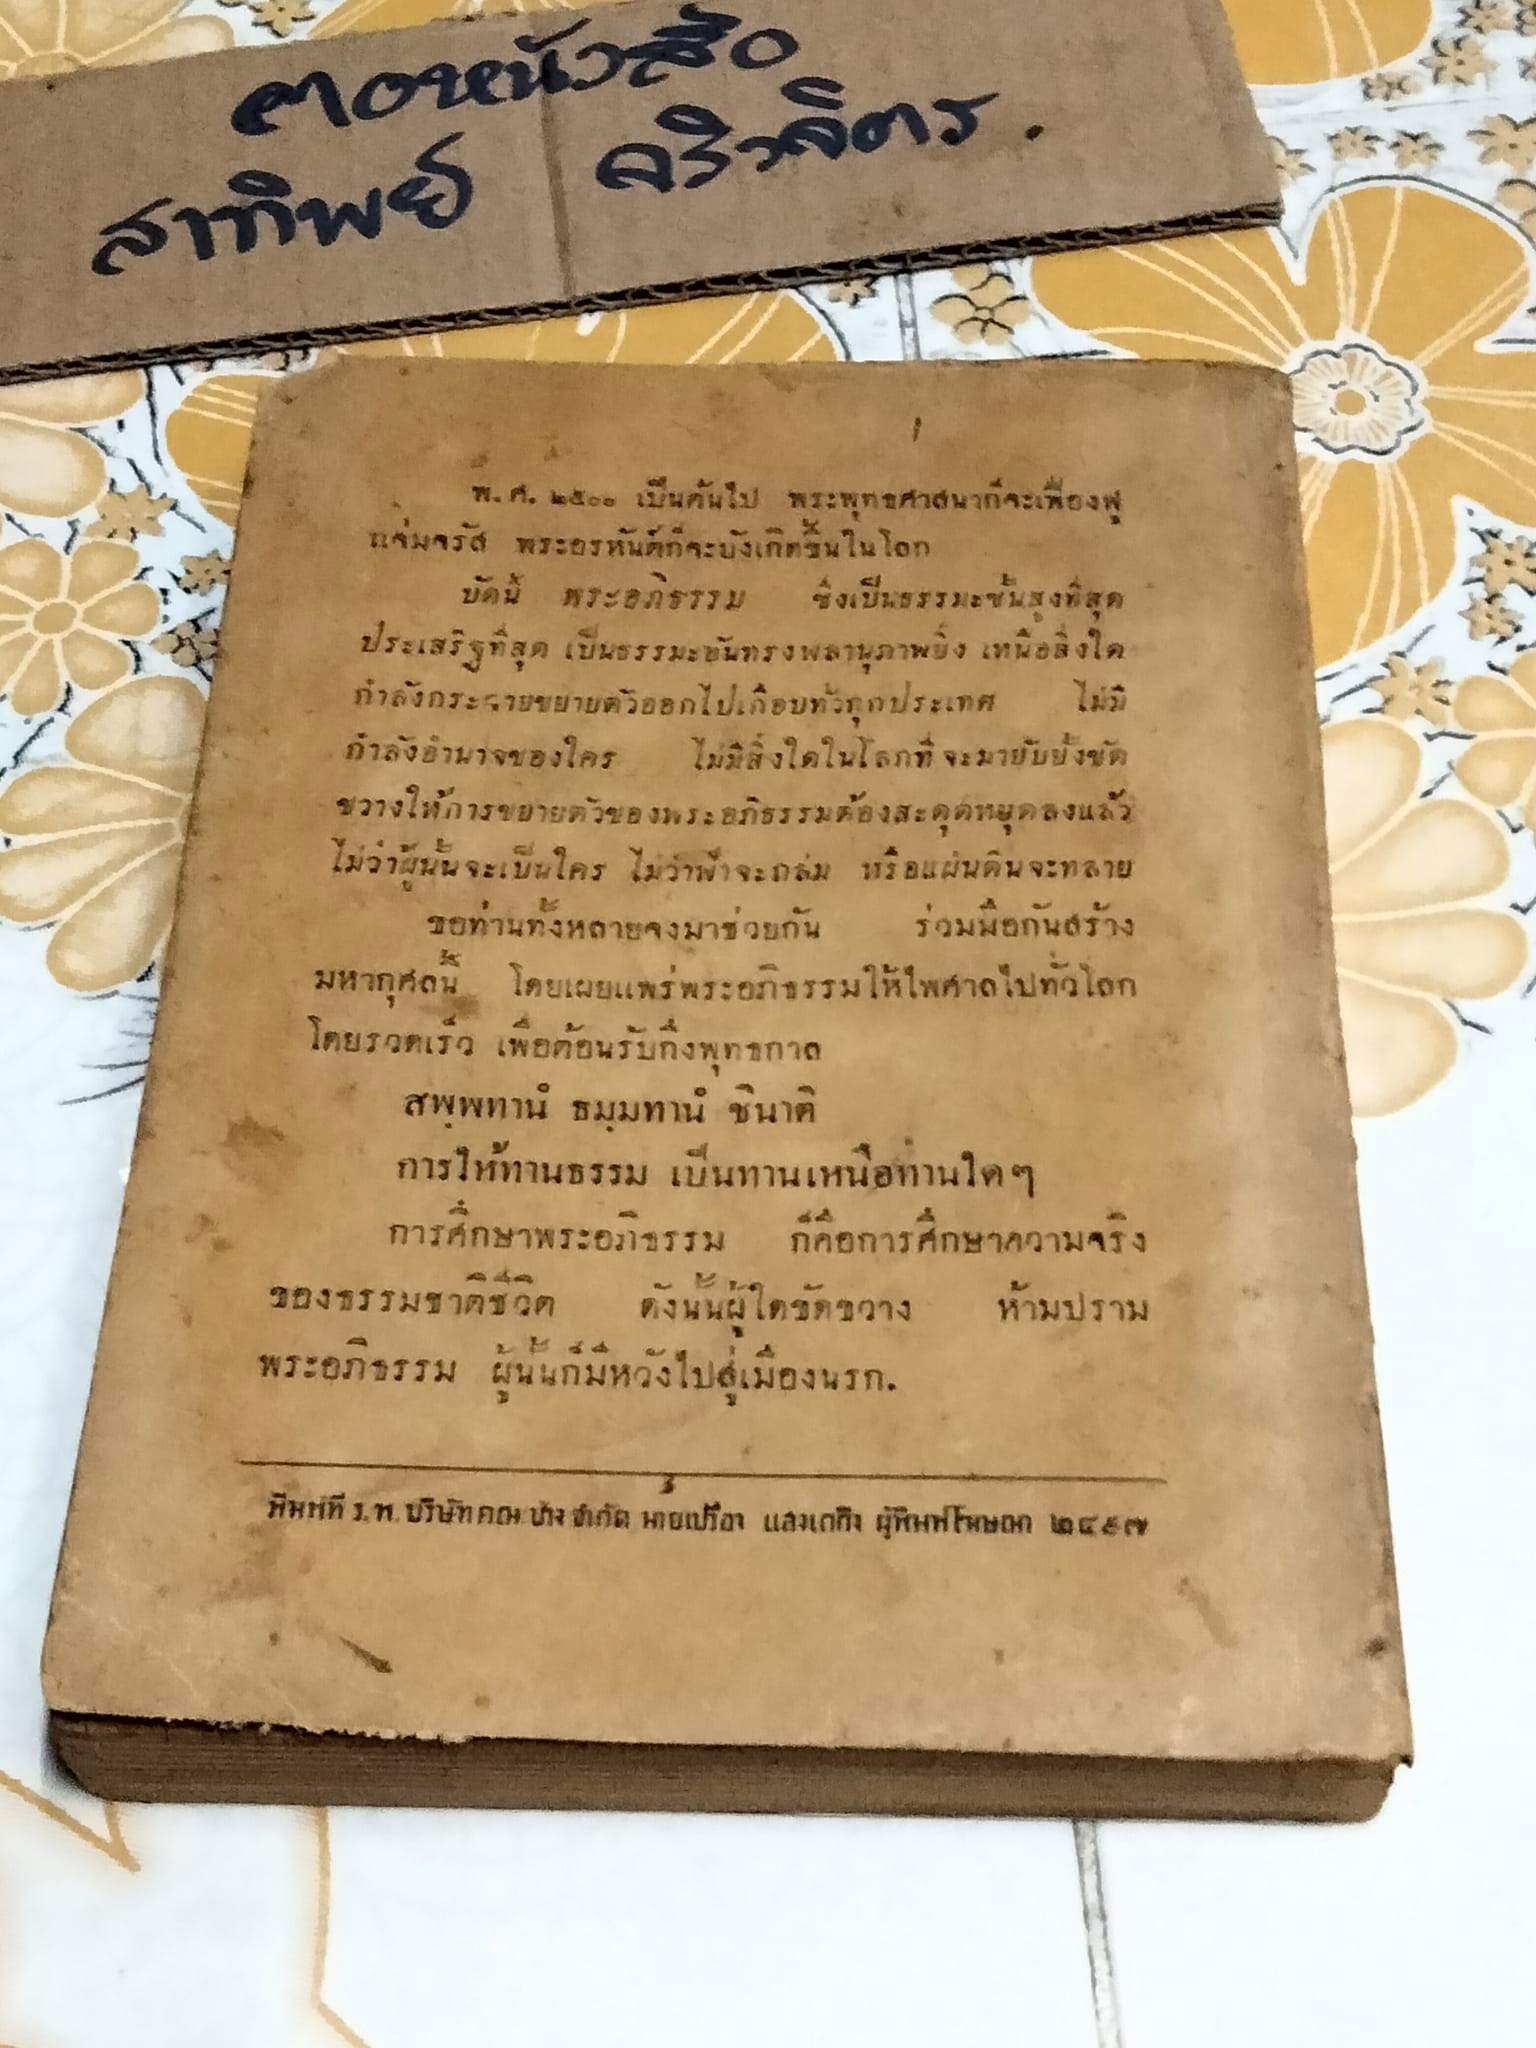 สาทิพย์
พ.ศ. ๒๕๐๐ เป็นต้นไป พระพุทธศาสนาก็จะเฟื่องฟู
แจ่มจรัส พระอรหันต์ก็จะบังเกิดขึ้นในโลก
บัดนี้ พระอภิธรรม ซึ่งเป็นธรรมะชั้นสูงที่สุด
ประเสริฐที่สุด เป็นธรรมะอันทรงพลานุภาพยิ่ง เหนือสิ่งใด
กำลังกระจายขยายตัวออกไปเกือบทั่วทุกประเทศ ไม่มี
กำลังอำนาจของใคร ไม่มีสิ่งใดในโลกที่จะมายับยั้งขัด
ขวางให้การขยายตัวของพระอภิธรรมต้องสะดุดหยุดลงแล้ว
ไม่ว่าผู้นั้นจะเป็นใคร ไม่ว่าฟ้าจะถล่ม หรือแผ่นดินจะทลาย
ขอท่านทั้งหลายจงมาช่วยกัน ร่วมมือกันสร้าง
มหากุศลนี้ โดยเผยแพร่พระอภิธรรมให้ไพศาลไปทั่วโลก
โดยรวดเร็ว เพื่อต้อนรับกึ่งพุทธกาล
สพฺพทานํ ธมฺมทานํ ชินาติ
การให้ทานธรรม เป็นทานเหนือทานใดๆ
การศึกษาพระอภิธรรม ก็คือการศึกษาความจริง
ของธรรมชาติชีวิต ดังนั้นผู้ใดขัดขวาง ห้ามปราม
พระอภิธรรม ผู้นั้นก็มีหวังไปสู่เมืองนรก.
พิมพ์ที่ ร.พ. บริษัทคณะช่าง จำกัด ผู้พิมพ์โฆษณา ๒๔๙๗